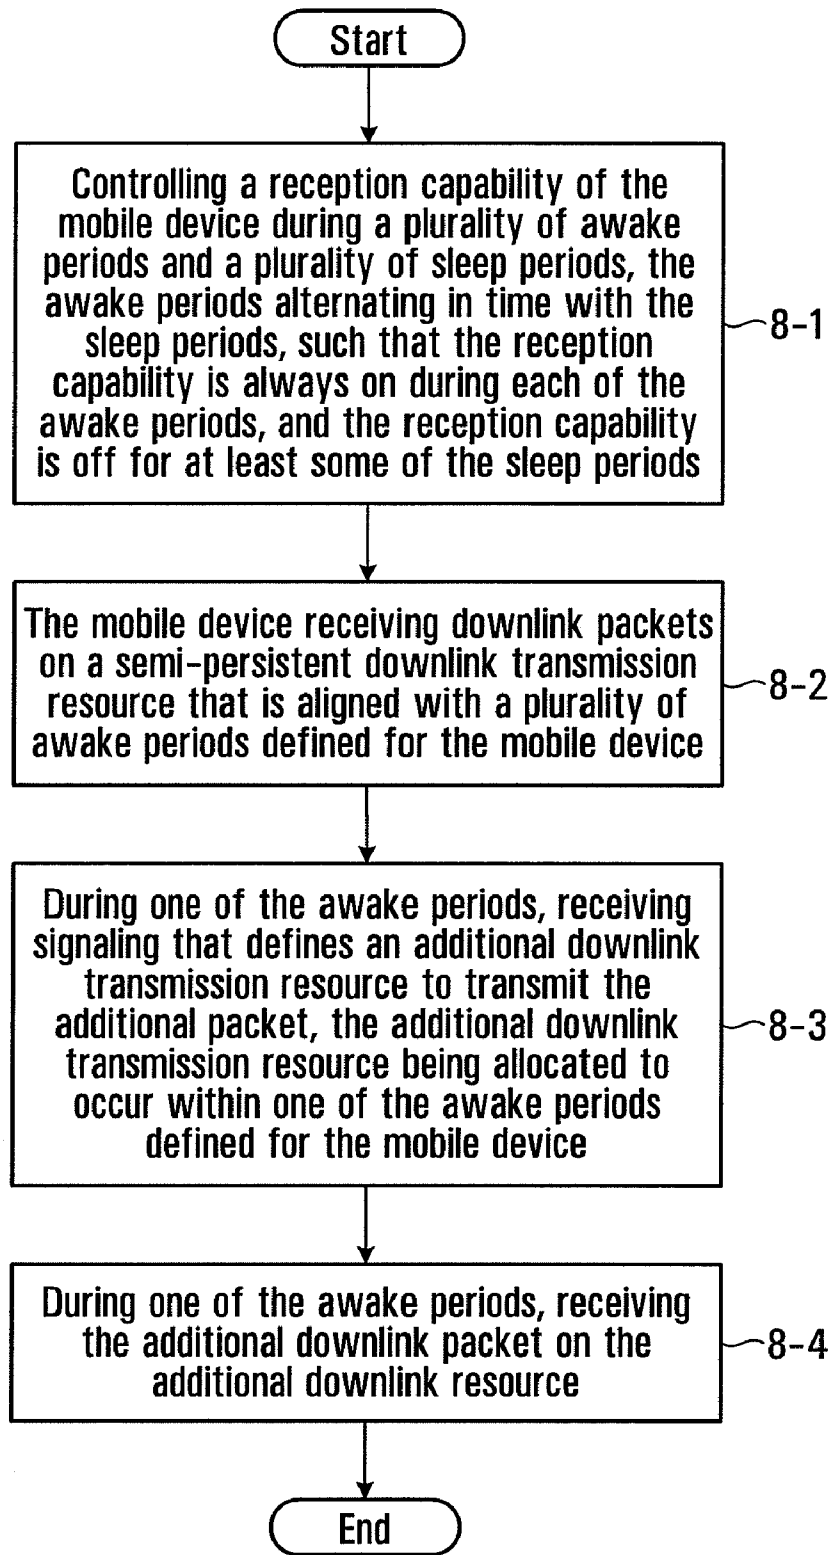 Start
Controlling a reception capability of the
mobile device during a plurality of awake
periods and a plurality of sleep periods, the
awake periods alternating in time with the
sleep periods, such that the reception
capability is always on during each of the
awake periods, and the reception capability
is off for at least some of the sleep periods
8-1
The mobile device receiving downlink packets
on a semi-persistent downlink transmission
resource that is aligned with a plurality of
awake periods defined for the mobile device
8-2
During one of the awake periods, receiving
signaling that defines an additional downlink
transmission resource to transmit the
additional packet, the additional downlink
transmission resource being allocated to
occur within one of the awake periods
defined for the mobile device
8-3
During one of the awake periods, receiving
the additional downlink packet on the
additional downlink resource
8-4
End